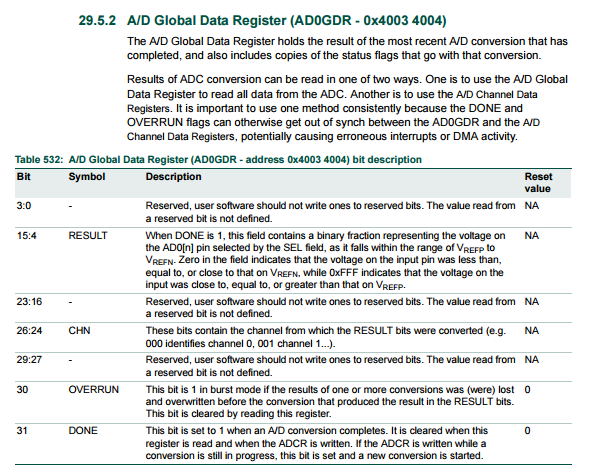 29.5.2 A/D Global Data Register (AD0GDR - 0x4003 4004)
The A/D Global Data Register holds the result of the most recent A/D conversion that has
completed, and also includes copies of the status flags that go with that conversion.
Results of ADC conversion can be read in one of two ways. One is to use the A/D Global
Data Register to read all data from the ADC. Another is to use the A/D Channel Data
Registers. It is important to use one method consistently because the DONE and
OVERRUN flags can otherwise get out of synch between the AD0GDR and the A/D
Channel Data Registers, potentially causing erroneous interrupts or DMA activity.
Table 532: A/D Global Data Register (AD0GDR - address 0x4003 4004) bit description
Bit Symbol Description Reset
value
3:0 - Reserved, user software should not write ones to reserved bits. The value read from NA
a reserved bit is not defined.
15:4 RESULT When DONE is 1, this field contains a binary fraction representing the voltage on NA
the AD0[n] pin selected by the SEL field, as it falls within the range of VREFP to
VREFN. Zero in the field indicates that the voltage on the input pin was less than,
equal to, or close to that on VREFN, while 0xFFF indicates that the voltage on the
input was close to, equal to, or greater than that on VREFP.
23:16 - Reserved, user software should not write ones to reserved bits. The value read from NA
a reserved bit is not defined.
26:24 CHN These bits contain the channel from which the RESULT bits were converted (e.g. NA
000 identifies channel 0, 001 channel 1...).
29:27 - Reserved, user software should not write ones to reserved bits. The value read from NA
a reserved bit is not defined.
30 OVERRUN This bit is 1 in burst mode if the results of one or more conversions was (were) lost 0
and overwritten before the conversion that produced the result in the RESULT bits.
This bit is cleared by reading this register.
31 DONE This bit is set to 1 when an A/D conversion completes. It is cleared when this 0
register is read and when the ADCR is written. If the ADCR is written while a
conversion is still in progress, this bit is set and a new conversion is started.